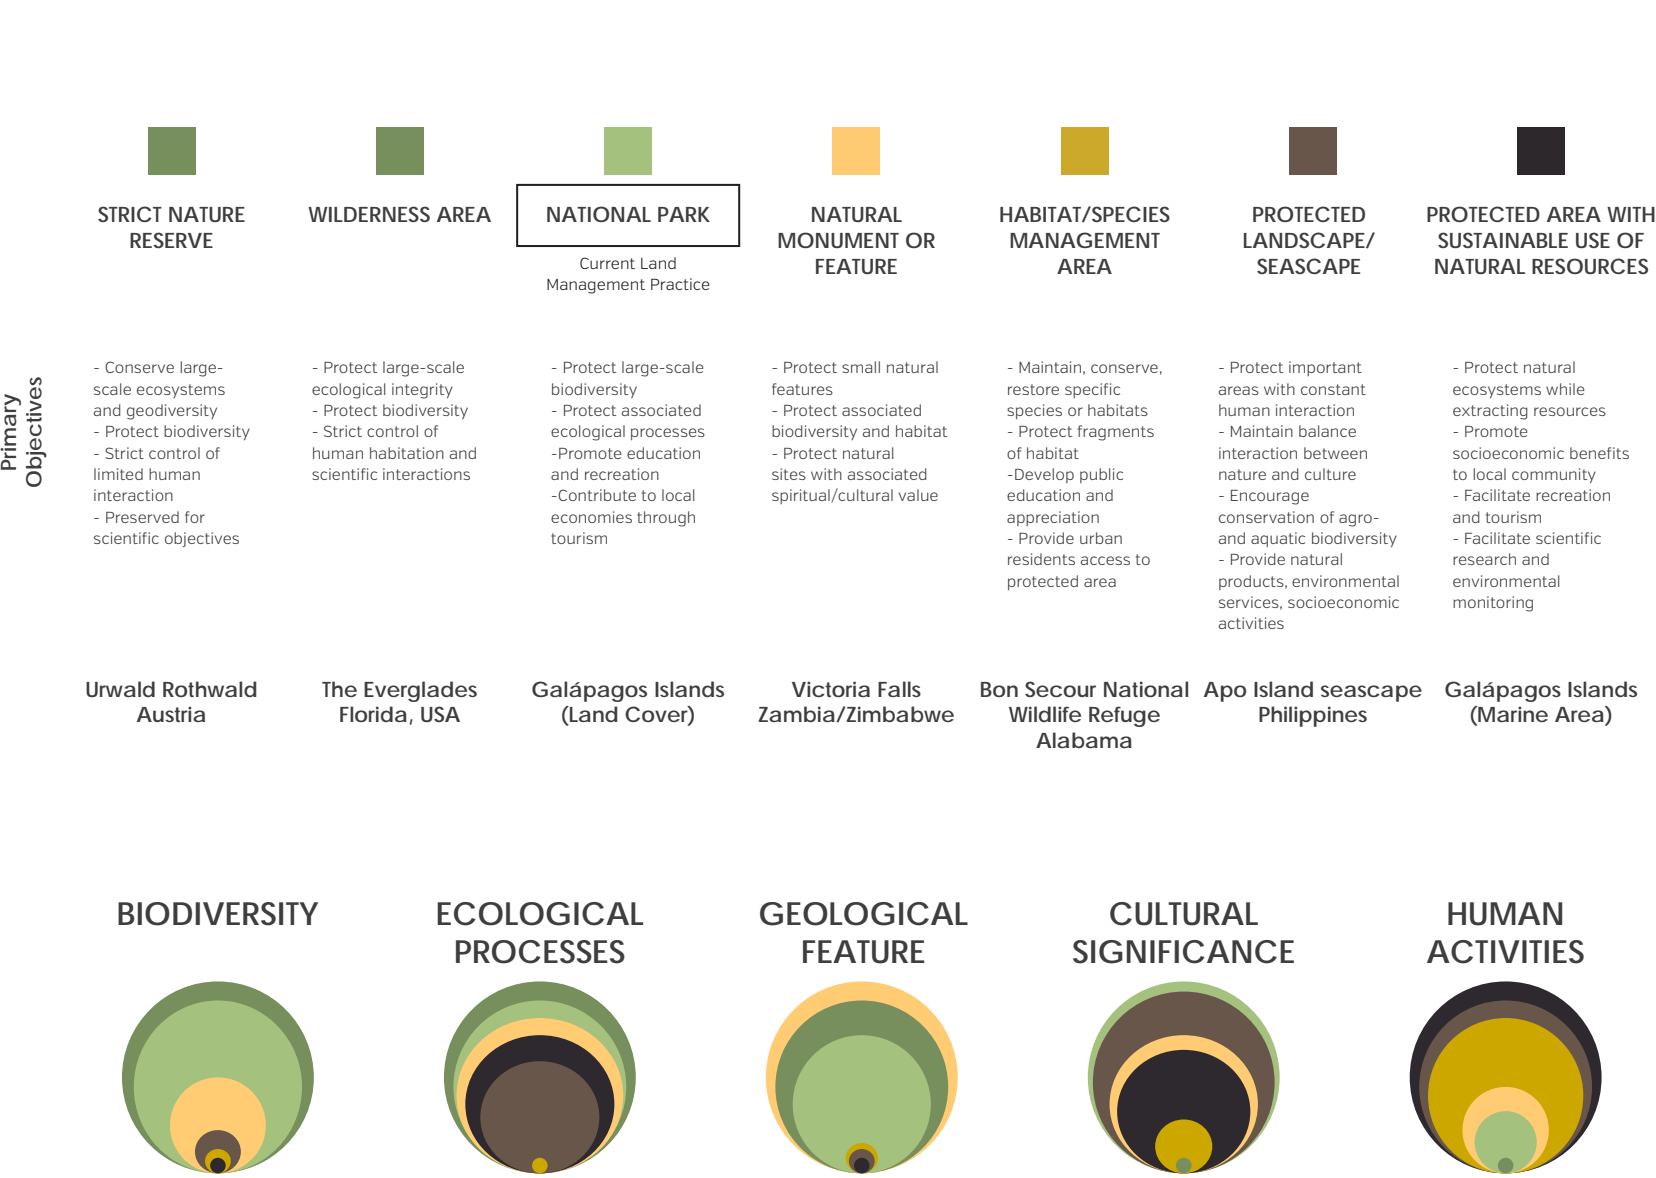 STRICT NATURE
RESERVE
WILDERNESS AREA
NATIONAL PARK
Current Land
Management Practice
NATURAL
MONUMENT OR
FEATURE
HABITAT/SPECIES
MANAGEMENT
AREA
PROTECTED
LANDSCAPE/
SEASCAPE
PROTECTED AREA WITH
SUSTAINABLE USE OF
NATURAL RESOURCES
Primary
Objectives
- Conserve large-
scale ecosystems
and geodiversity
- Protect biodiversity
- Strict control of
limited human
interaction
- Preserved for
scientific objectives
- Protect large-scale
ecological integrity
- Protect biodiversity
- Strict control of
human habitation and
scientific interactions
- Protect large-scale
biodiversity
- Protect associated
ecological processes
-Promote education
and recreation
-Contribute to local
economies through
tourism
- Protect small natural
features
- Protect associated
biodiversity and habitat
- Protect natural
sites with associated
spiritual/cultural value
- Maintain, conserve,
restore specific
species or habitats
- Protect fragments
of habitat
-Develop public
education and
appreciation
- Provide urban
residents access to
protected area
- Protect important
areas with constant
human interaction
- Maintain balance
interaction between
nature and culture
- Encourage
conservation of agro-
and aquatic biodiversity
- Provide natural
products, environmental
services, socioeconomic
activities
- Protect natural
ecosystems while
extracting resources
- Promote
socioeconomic benefits
to local community
- Facilitate recreation
and tourism
- Facilitate scientific
research and
environmental
monitoring
Urwald Rothwald
Austria
The Everglades
Florida, USA
Galápagos Islands
(Land Cover)
Victoria Falls
Zambia/Zimbabwe
Bon Secour National
Wildlife Refuge
Alabama
Apo Island seascape
Philippines
Galápagos Islands
(Marine Area)
BIODIVERSITY
ECOLOGICAL
PROCESSES
GEOLOGICAL
FEATURE
CULTURAL
SIGNIFICANCE
HUMAN
ACTIVITIES